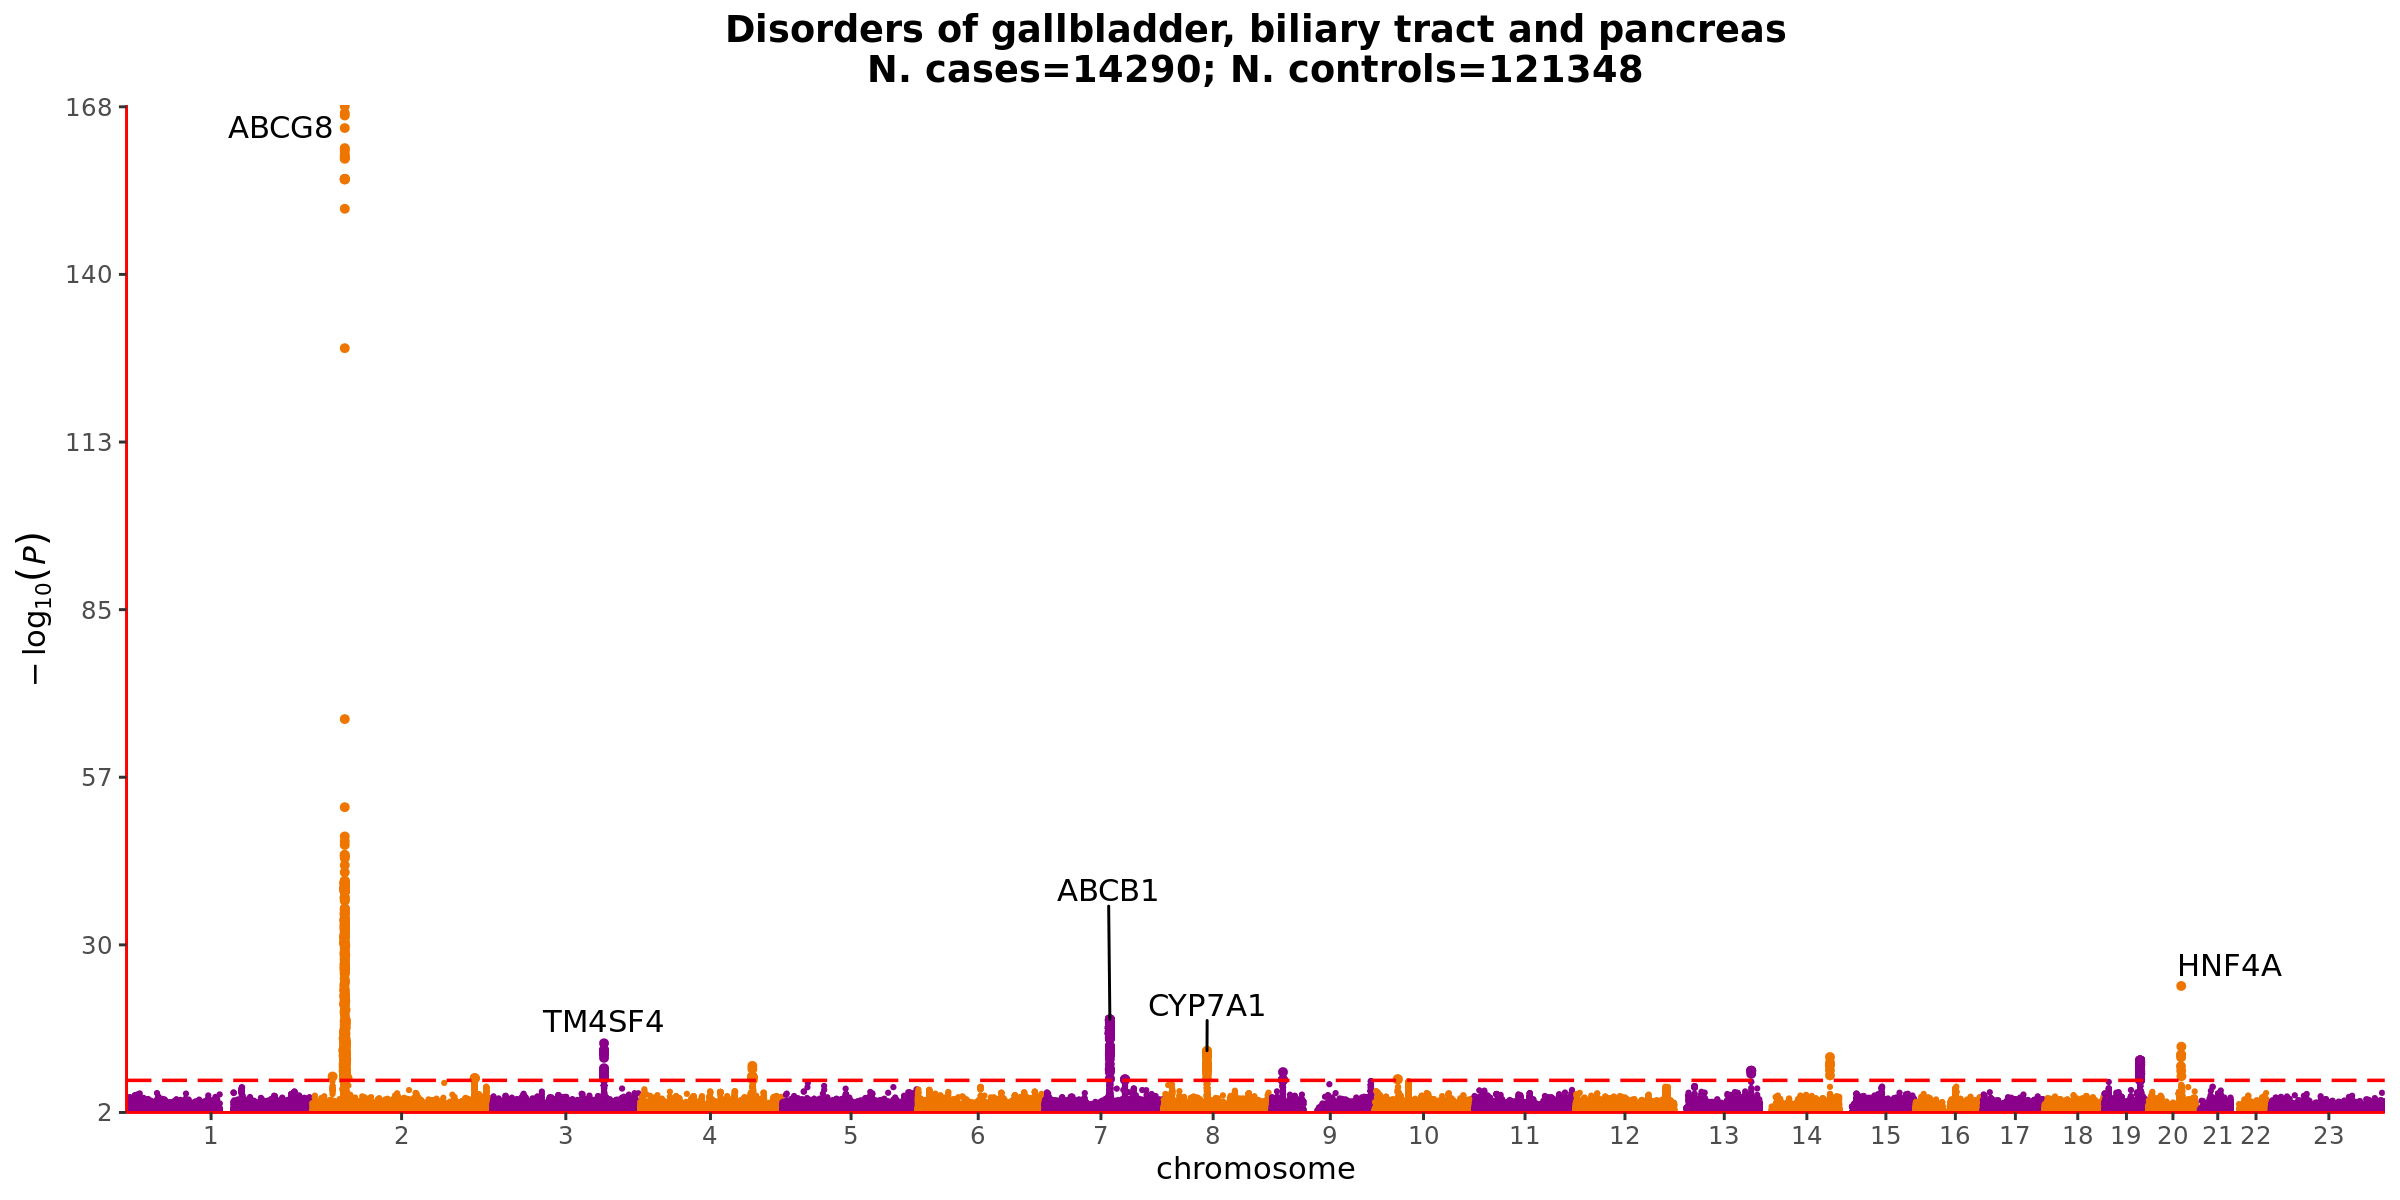 Disorders of gallbladder, biliary tract and pancreas
N. cases=14290; N. controls=121348
168
140
113
85
57
30
2
−log10(P)
ABCG8
TM4SF4
ABCB1
CYP7A1
HNF4A
1 2 3 4 5 6 7 8 9 10 11 12 13 14 15 16 17 18 19 20 21 22 23
chromosome